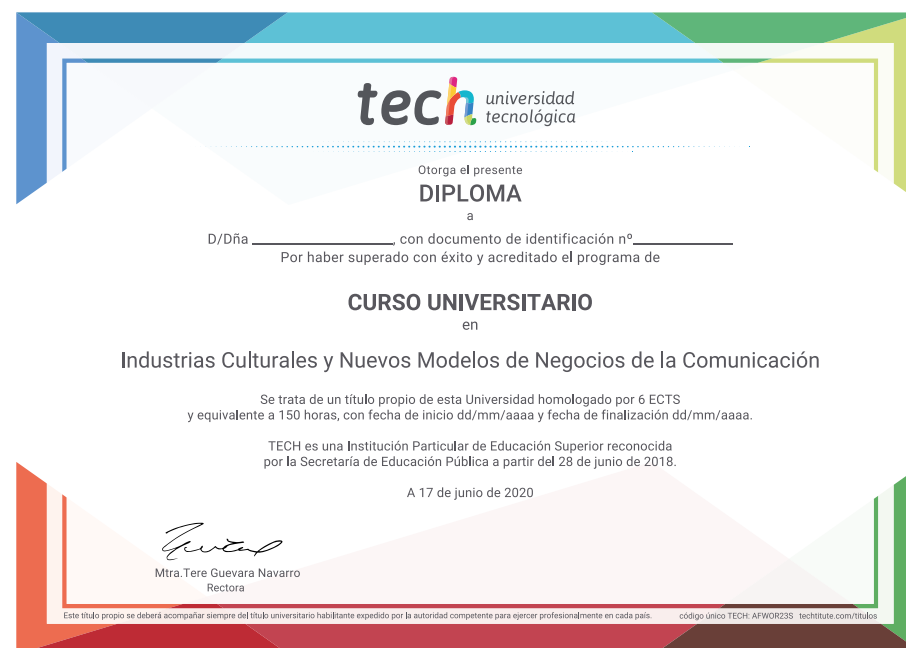 tech universidad
tecnológica
Otorga el presente
DIPLOMA
a
D/Dña ____________________, con documento de identificación nº______________
Por haber superado con éxito y acreditado el programa de
CURSO UNIVERSITARIO
en
Industrias Culturales y Nuevos Modelos de Negocios de la Comunicación
Se trata de un título propio de esta Universidad homologado por 6 ECTS
y equivalente a 150 horas, con fecha de inicio dd/mm/aaaa y fecha de finalización dd/mm/aaaa.
TECH es una Institución Particular de Educación Superior reconocida
por la Secretaría de Educación Pública a partir del 28 de junio de 2018.
A 17 de junio de 2020
Mtra.Tere Guevara Navarro
Rectora
Este título propio se deberá acompañar siempre del título universitario habilitante expedido por la autoridad competente para ejercer profesionalmente en cada país. código único TECH: AFWOR23S techtitute.com/títulos